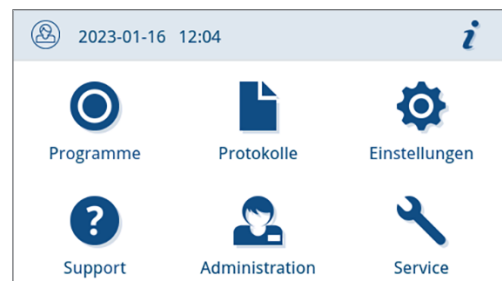 2023-01-16 12:04 i
Programme Protokolle Einstellungen
?
Support Administration Service